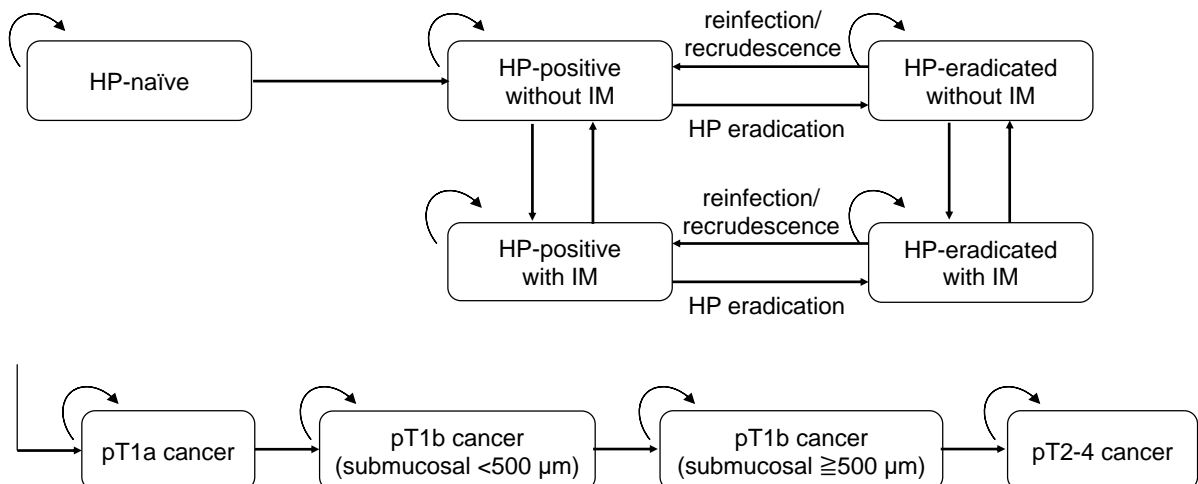 HP-naïve
HP-positive
without IM
reinfection/
recrudescence
HP eradication
HP-eradicated
without IM
HP-positive
with IM
reinfection/
recrudescence
HP eradication
HP-eradicated
with IM
pT1a cancer
pT1b cancer
(submucosal <500 µm)
pT1b cancer
(submucosal ≧500 µm)
pT2-4 cancer